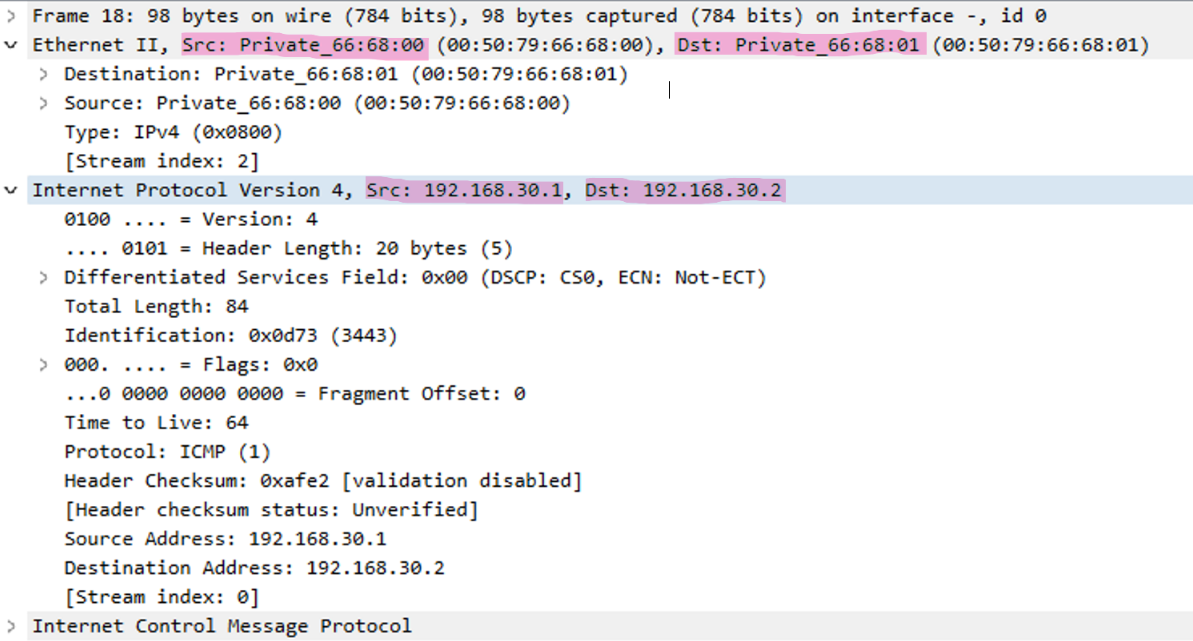 Frame 18: 98 bytes on wire (784 bits), 98 bytes captured (784 bits) on interface -, id 0
Ethernet II, Src: Private_66:68:00 (00:50:79:66:68:00), Dst: Private_66:68:01 (00:50:79:66:68:01)
Destination: Private_66:68:01 (00:50:79:66:68:01)
Source: Private_66:68:00 (00:50:79:66:68:00)
Type: IPv4 (0x0800)
[Stream index: 2]
Internet Protocol Version 4, Src: 192.168.30.1, Dst: 192.168.30.2
0100 .... = Version: 4
.... 0101 = Header Length: 20 bytes (5)
Differentiated Services Field: 0x00 (DSCP: CS0, ECN: Not-ECT)
Total Length: 84
Identification: 0x0d73 (3443)
000. .... = Flags: 0x0
...0 0000 0000 0000 = Fragment Offset: 0
Time to Live: 64
Protocol: ICMP (1)
Header Checksum: 0xafe2 [validation disabled]
[Header checksum status: Unverified]
Source Address: 192.168.30.1
Destination Address: 192.168.30.2
[Stream index: 0]
Internet Control Message Protocol